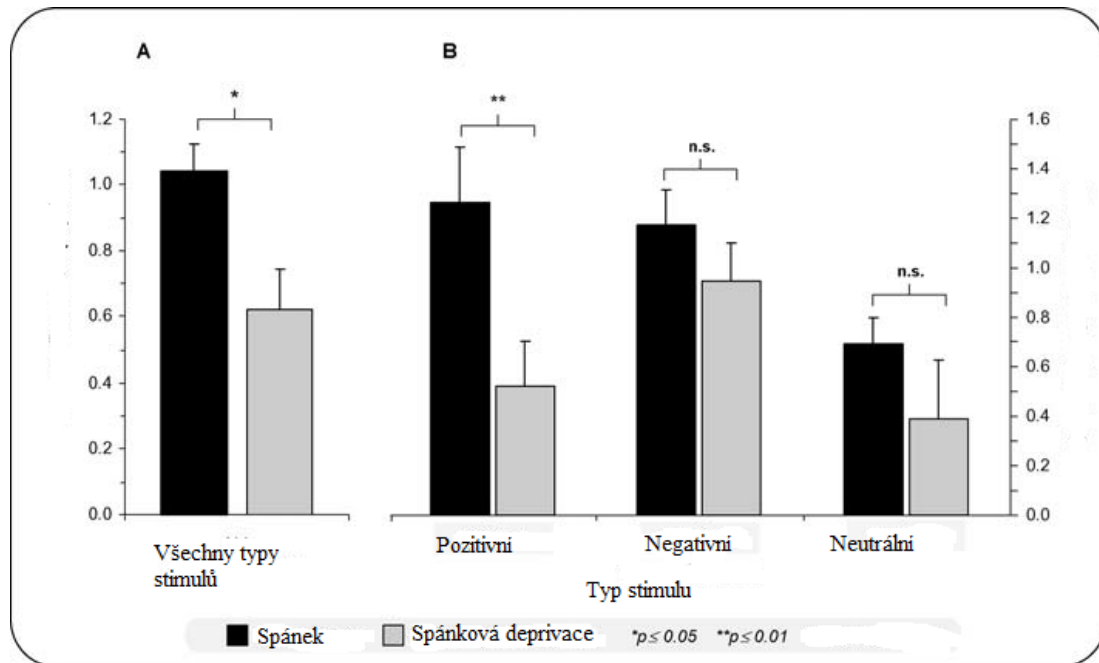 A
B
*
**
n.s.
n.s.
1.2
1.0
0.8
0.6
0.4
0.2
0.0
1.6
1.4
1.2
1.0
0.8
0.6
0.4
0.2
0.0
Všechny typy
stimulů
Pozitivní
Negativní
Neutrální
Typ stimulu
Spánek
Spánková deprivace
*p≤ 0.05 **p≤ 0.01